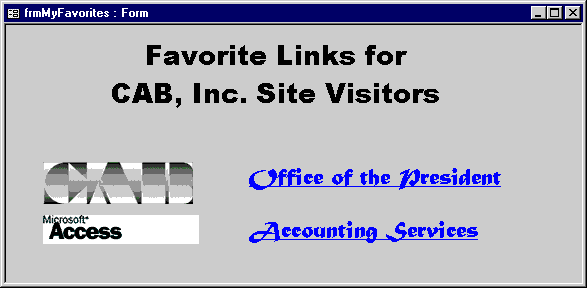 frmMyFavorites : Form
Favorite Links for
CAB, Inc. Site Visitors
CAB
Office of the President
Microsoft®
Access
Accounting Services